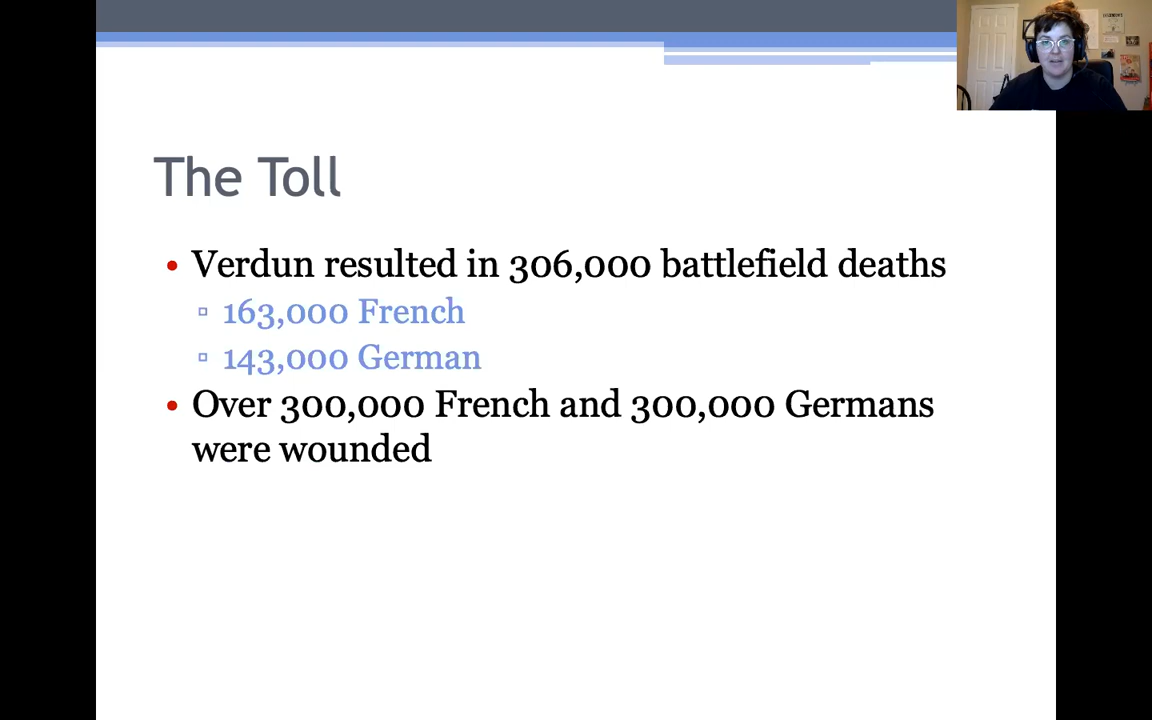 The Toll
Verdun resulted in 306,000 battlefield deaths
163,000 French
143,000 German
Over 300,000 French and 300,000 Germans
were wounded